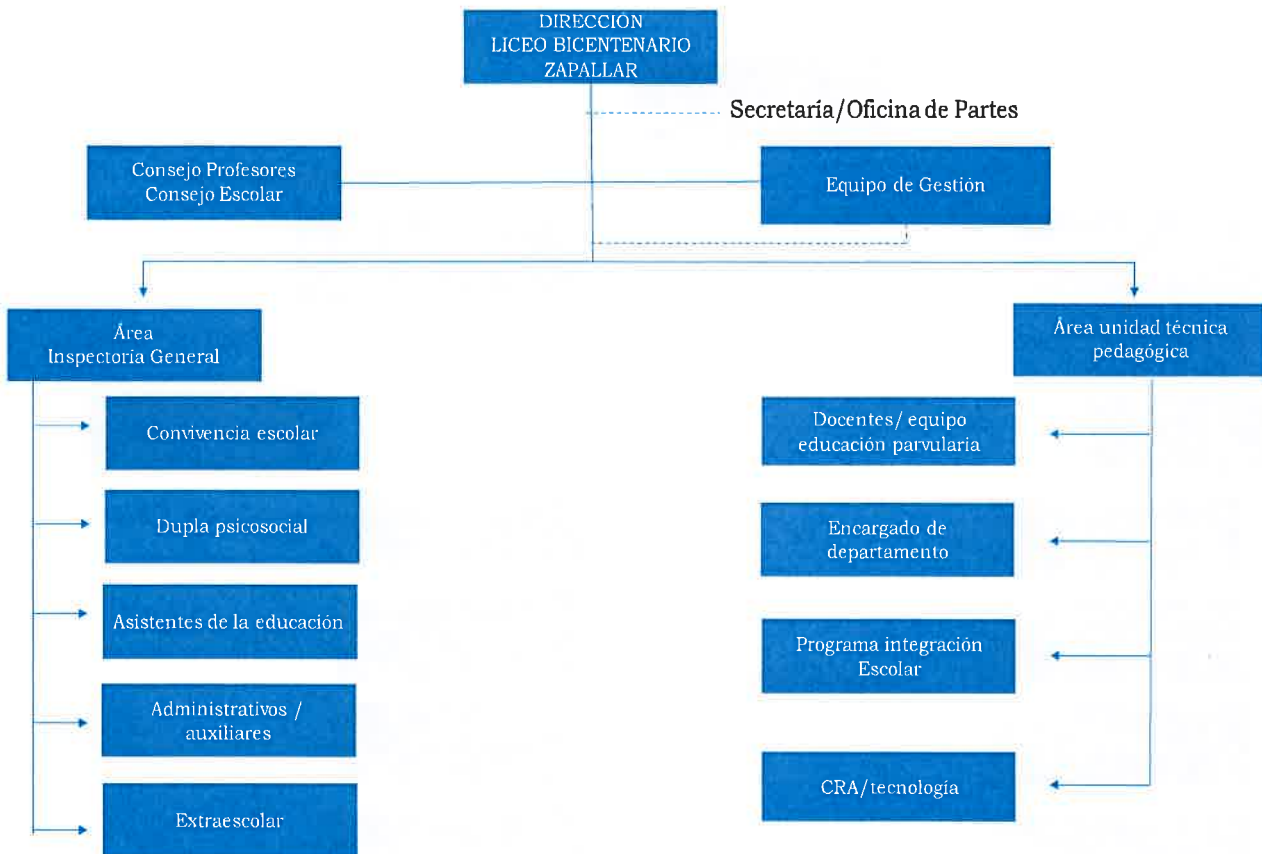 DIRECCIÓN
LICEO BICENTENARIO
ZAPALLAR
Secretaría/Oficina de Partes
Consejo Profesores
Consejo Escolar
Equipo de Gestión
Área
Inspectoría General
Área unidad técnica
pedagógica
Convivencia escolar
Dupla psicosocial
Asistentes de la educación
Administrativos /
auxiliares
Extraescolar
Docentes/ equipo
educación parvularia
Encargado de
departamento
Programa integración
Escolar
CRA/tecnología